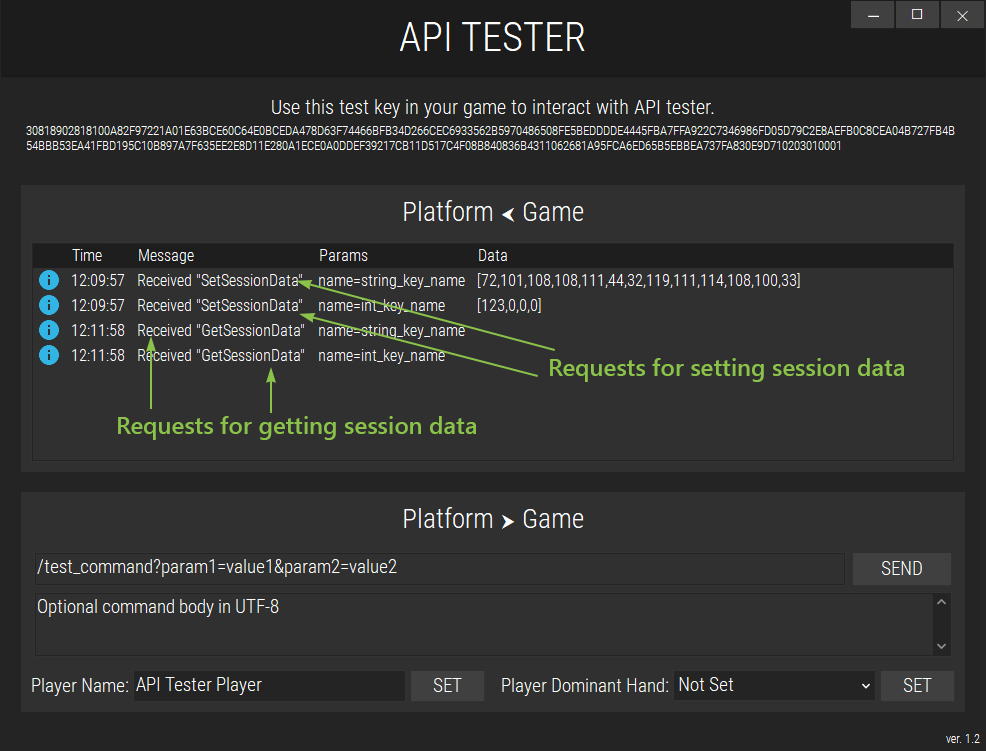 API TESTER
Use this test key in your game to interact with API tester.
30818902818100A82F97221A01E63BCE60C64E0BCEDA478D63F74466BFB34D266CEC6933562B5970486508FE5BEDDDDE4445FBA7FFA922C7346986FD05D79C2E8AEFB0C8CEA04B727FB4B
54BBB53EA41FBD195C10B897A7F635EE2E8D11E280A1ECE0A0DDEF39217CB11D517C4F08B840836B4311062681A95FCA6ED65B5EBBEA737FA830E9D710203010001
Platform < Game
Time Message Params Data
12:09:57 Received "SetSessionData" name=string_key_name [72,101,108,108,111,44,32,119,111,114,108,100,33]
12:09:57 Received "SetSessionData" name=int_key_name [123,0,0,0]
12:11:58 Received "GetSessionData" name=string_key_name
12:11:58 Received "GetSessionData" name=int_key_name
Requests for setting session data
Requests for getting session data
Platform > Game
/test_command?param1=value1&param2=value2 SEND
Optional command body in UTF-8
Player Name: API Tester Player SET Player Dominant Hand: Not Set SET
ver. 1.2